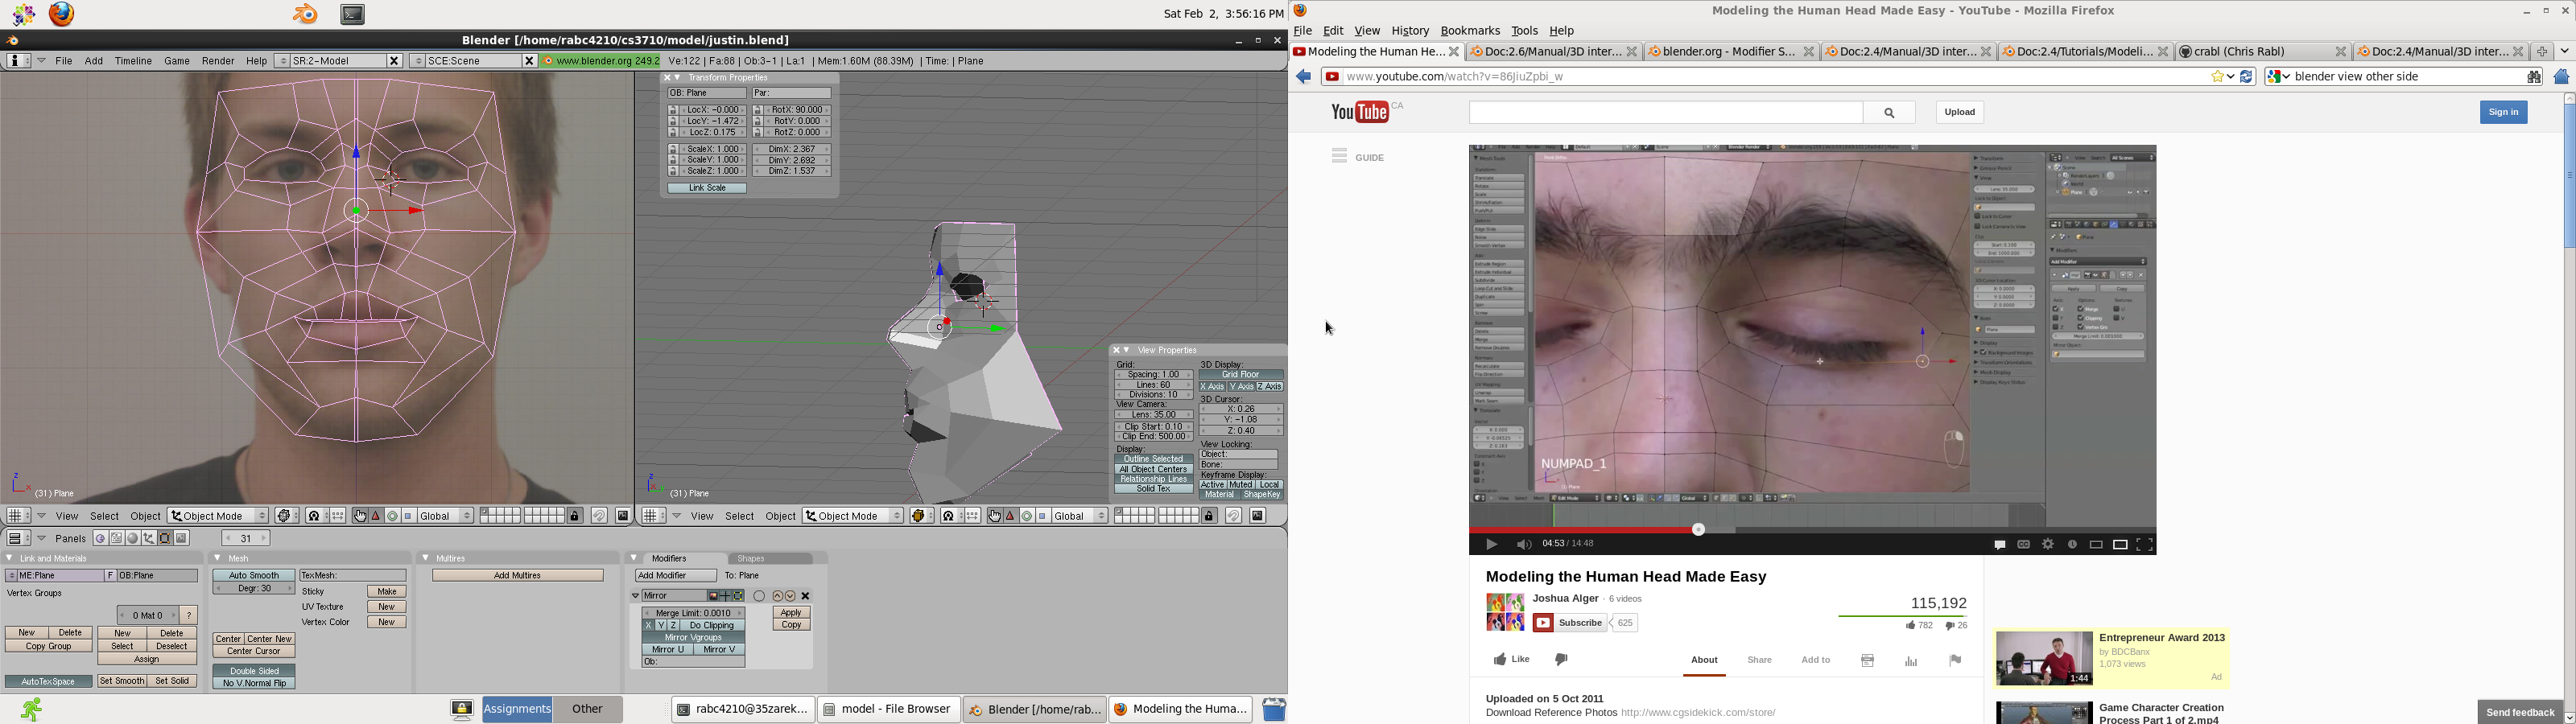 Sat Feb 2, 3:56:16 PM
Blender [/home/rabc4210/cs3710/model/justin.blend]
File Add Timeline Game Render Help SR:2-Model SCE:Scene www.blender.org 249.2 Ve:122 | Fa:88 | Ob:3-1 | La:1 | Mem:1.60M (88.39M) | Time: | Plane
Transform Properties
OB: Plane Par:
LocX: -0.000 RotX: 90.000
LocY: -1.472 RotY: 0.000
LocZ: 0.175 RotZ: 0.000
ScaleX: 1.000 DimX: 2.367
ScaleY: 1.000 DimY: 2.692
ScaleZ: 1.000 DimZ: 1.537
Link Scale
View Properties
Grid: 3D Display:
Spacing: 1.00 Grid Floor
Lines: 60 X Axis Y Axis Z Axis
Divisions: 10
View Camera: 3D Cursor:
Lens: 35.00 X: 0.26
Clip Start: 0.10 Y: -1.08
Clip End: 500.00 Z: 0.40
Display: View Locking:
Outline Selected Object:
All Object Centers Bone:
Relationship Lines Keyframe Display:
Solid Tex Active Muted Local
Material ShapeKey
z x
(31) Plane
z
(31) Plane
View Select Object Object Mode Global
View Select Object Object Mode Global
Panels 31
Link and Materials
ME:Plane F OB:Plane
Vertex Groups
0 Mat 0 ?
New Delete New Delete
Copy Group Select Deselect
Assign
AutoTexSpace Set Smooth Set Solid
Mesh
Auto Smooth TexMesh:
Degr: 30 Sticky Make
UV Texture New
Vertex Color New
Center Center New
Center Cursor
Double Sided
No V.Normal Flip
Multires
Add Multires
Modifiers Shapes
Add Modifier To: Plane
Mirror
Merge Limit: 0.0010 Apply
X Y Z Do Clipping Copy
Mirror Vgroups
Mirror U Mirror V
Ob:
Assignments Other rabc4210@35zarek... model - File Browser Blender [/home/rab... Modeling the Huma...
Modeling the Human Head Made Easy - YouTube - Mozilla Firefox
File Edit View History Bookmarks Tools Help
Modeling the Human He... Doc:2.6/Manual/3D inter... blender.org - Modifier S... Doc:2.4/Manual/3D inter... Doc:2.4/Tutorials/Modeli... crabl (Chris Rabl) Doc:2.4/Manual/3D inter...
www.youtube.com/watch?v=86JiuZpbi_w blender view other side
YouTube CA Upload Sign in
GUIDE
NUMPAD_1
04:53 / 14:48
Modeling the Human Head Made Easy
Joshua Alger · 6 videos
Subscribe 625
115,192
782 26
Like About Share Add to
Uploaded on 5 Oct 2011
Download Reference Photos http://www.cgsidekick.com/store/
Entrepreneur Award 2013
by BDCBanx
1,073 views
1:44 Ad
Game Character Creation
Process Part 1 of 2.mp4
Send feedback